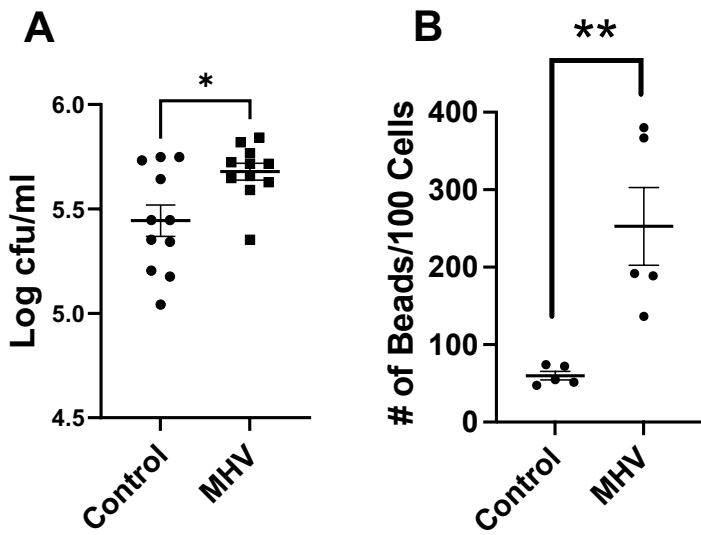 A
*
6.0
5.5
5.0
4.5
Log cfu/ml
Control
MHV
B
**
400
300
200
100
0
# of Beads/100 Cells
Control
MHV